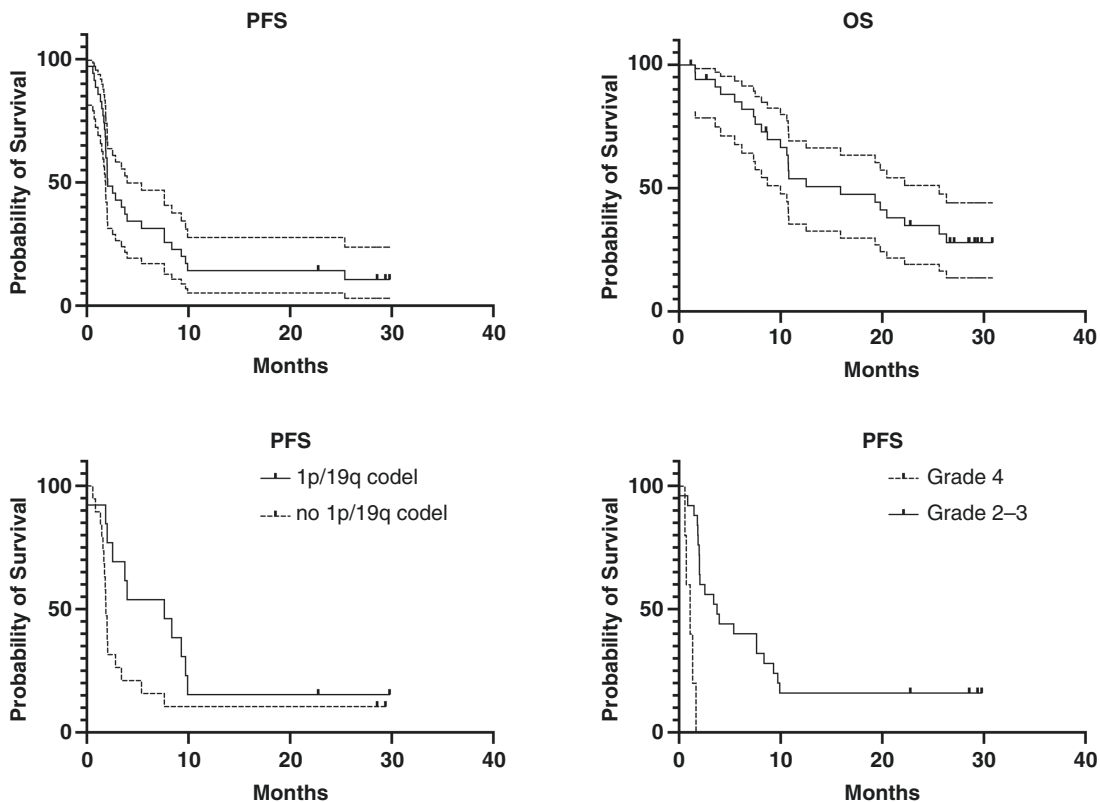 PFS
Probability of Survival
100
50
0
0 10 20 30 40
Months
OS
Probability of Survival
100
50
0
0 10 20 30 40
Months
PFS
1p/19q codel
no 1p/19q codel
Probability of Survival
100
50
0
0 10 20 30 40
Months
PFS
Grade 4
Grade 2–3
Probability of Survival
100
50
0
0 10 20 30 40
Months